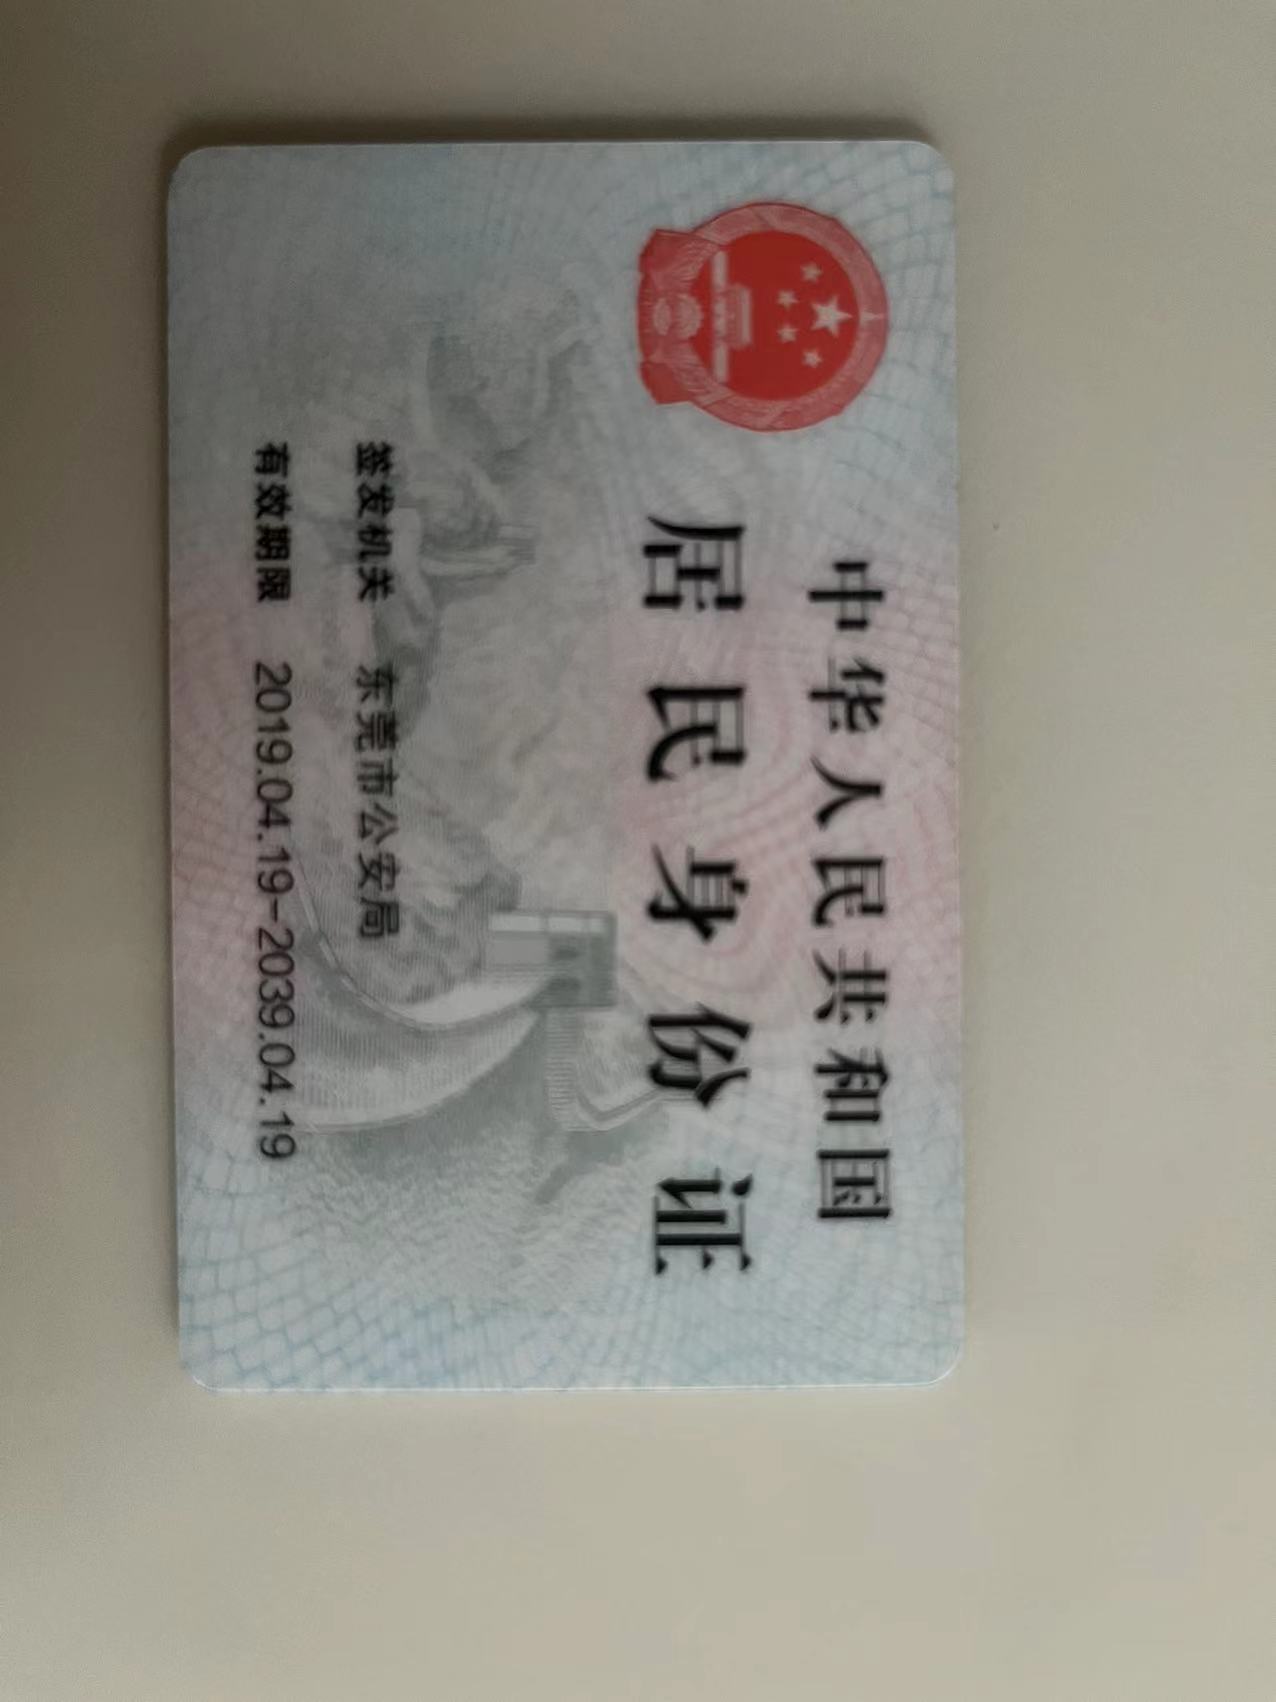 中华人民共和国
居民身份证
签发机关 东莞市公安局
有效期限 2019.04.19-2039.04.19